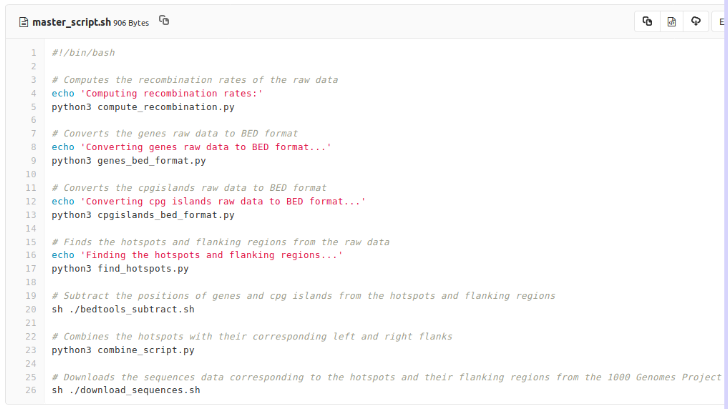 master_script.sh 906 Bytes
1 #!/bin/bash
2
3 # Computes the recombination rates of the raw data
4 echo 'Computing recombination rates:'
5 python3 compute_recombination.py
6
7 # Converts the genes raw data to BED format
8 echo 'Converting genes raw data to BED format...'
9 python3 genes_bed_format.py
10
11 # Converts the cpgislands raw data to BED format
12 echo 'Converting cpg islands raw data to BED format...'
13 python3 cpgislands_bed_format.py
14
15 # Finds the hotspots and flanking regions from the raw data
16 echo 'Finding the hotspots and flanking regions...'
17 python3 find_hotspots.py
18
19 # Subtract the positions of genes and cpg islands from the hotspots and flanking regions
20 sh ./bedtools_subtract.sh
21
22 # Combines the hotspots with their corresponding left and right flanks
23 python3 combine_script.py
24
25 # Downloads the sequences data corresponding to the hotspots and their flanking regions from the 1000 Genomes Project
26 sh ./download_sequences.sh